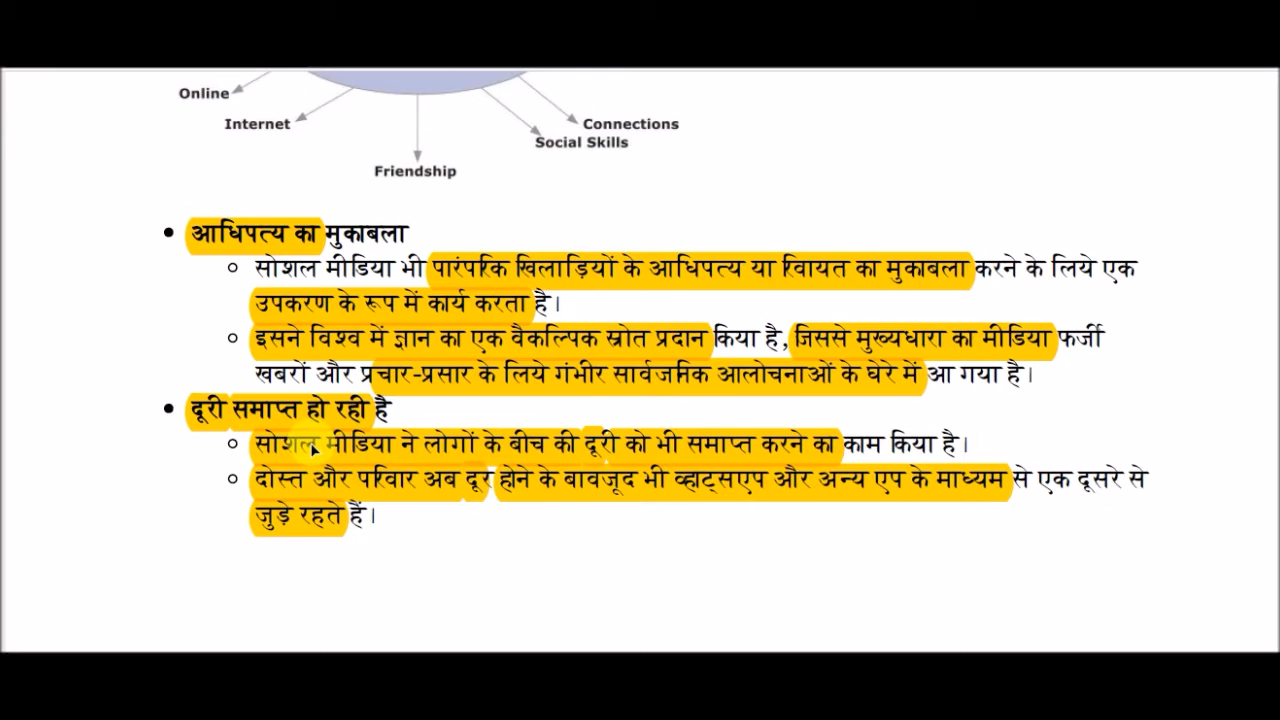 Online
Internet
Connections
Social Skills
Friendship
• आधिपत्य का मुकाबला
सोशल मीडिया भी पारंपरिक खिलाड़ियों के आधिपत्य या रिवायत का मुकाबला करने के लिये एक
उपकरण के रूप में कार्य करता है।
इसने विश्व में ज्ञान का एक वैकल्पिक स्रोत प्रदान किया है, जिससे मुख्यधारा का मीडिया फर्जी
खबरों और प्रचार-प्रसार के लिये गंभीर सार्वजनिक आलोचनाओं के घेरे में आ गया है।
• दूरी समाप्त हो रही है
सोशल मीडिया ने लोगों के बीच की दूरी को भी समाप्त करने का काम किया है।
दोस्त और परिवार अब दूर होने के बावजूद भी व्हाट्सएप और अन्य एप के माध्यम से एक दूसरे से
जुड़े रहते हैं।